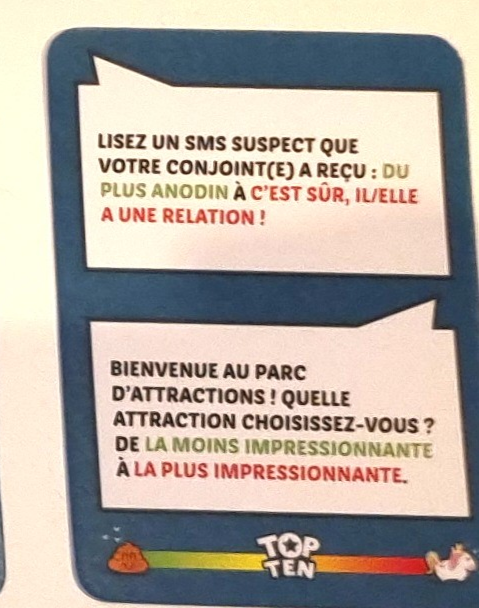 LISEZ UN SMS SUSPECT QUE
VOTRE CONJOINT(E) A REÇU : DU
PLUS ANODIN À C'EST SÛR, IL/ELLE
A UNE RELATION !
BIENVENUE AU PARC
D'ATTRACTIONS ! QUELLE
ATTRACTION CHOISISSEZ-VOUS ?
DE LA MOINS IMPRESSIONNANTE
À LA PLUS IMPRESSIONNANTE.
TOP
TEN